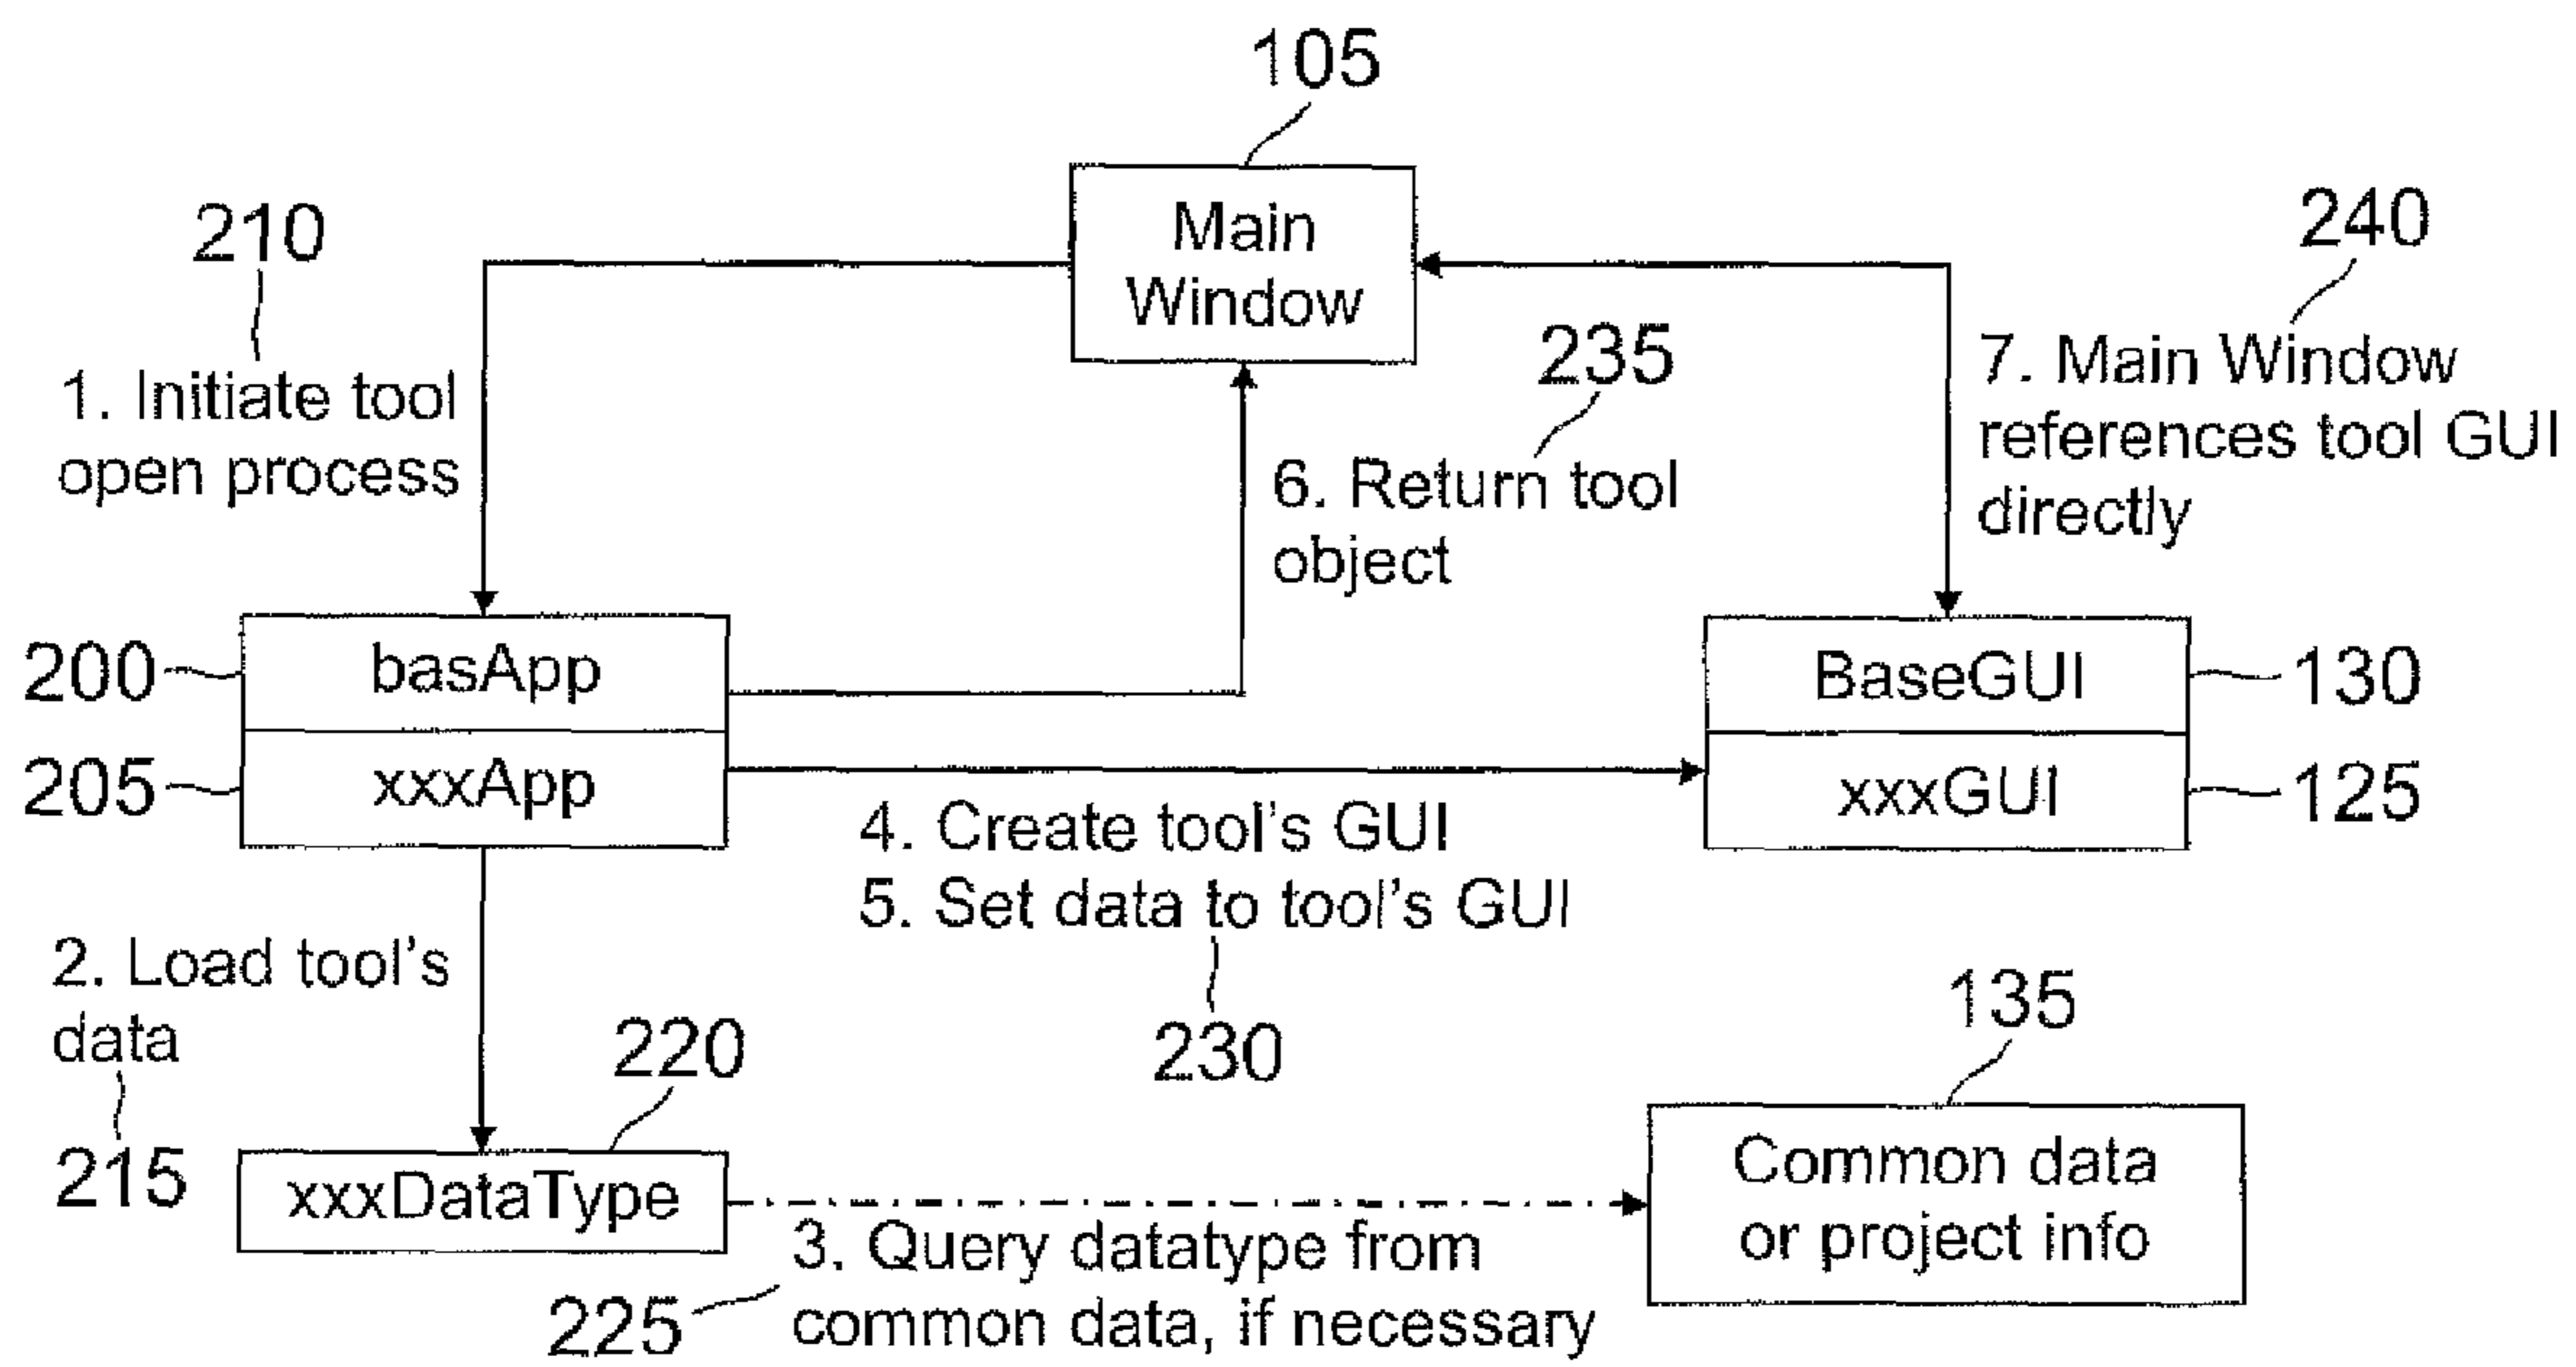 105
Main
Window
210
1. Initiate tool
open process
240
7. Main Window
references tool GUI
directly
235
6. Return tool
object
200
basApp
205
xxxApp
BaseGUI
130
xxxGUI
125
4. Create tool's GUI
5. Set data to tool's GUI
230
2. Load tool's
data
215
220
xxxDataType
135
Common data
or project info
3. Query datatype from
common data, if necessary
225